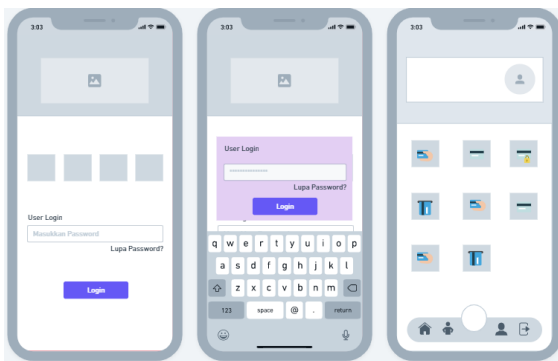 3:03
User Login
Masukkan Password
Lupa Password?
Login
3:03
User Login
Lupa Password?
Login
q w e r t y u i o p
a s d f g h j k l
z x c v b n m
123 space @ . return
3:03